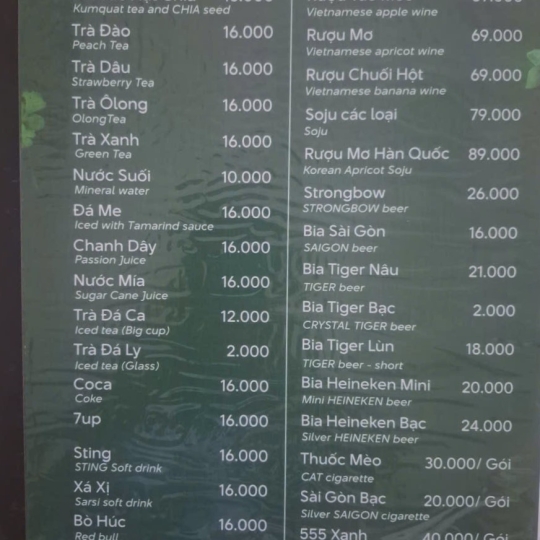 Kumquat tea and CHIA seed
Trà Đào 16.000
Peach Tea
Trà Dâu 16.000
Strawberry Tea
Trà Ôlong 16.000
OlongTea
Trà Xanh 16.000
Green Tea
Nước Suối 10.000
Mineral water
Đá Me 16.000
Iced with Tamarind sauce
Chanh Dây 16.000
Passion Juice
Nước Mía 16.000
Sugar Cane Juice
Trà Đá Ca 12.000
Iced tea (Big cup)
Trà Đá Ly 2.000
Iced tea (Glass)
Coca 16.000
Coke
7up 16.000
Sting 16.000
STING Soft drink
Xá Xị 16.000
Sarsi soft drink
Bò Húc 16.000
Red bull
Vietnamese apple wine
Rượu Mơ 69.000
Vietnamese apricot wine
Rượu Chuối Hột 69.000
Vietnamese banana wine
Soju các loại 79.000
Soju
Rượu Mơ Hàn Quốc 89.000
Korean Apricot Soju
Strongbow 26.000
STRONGBOW beer
Bia Sài Gòn 16.000
SAIGON beer
Bia Tiger Nâu 21.000
TIGER beer
Bia Tiger Bạc 2.000
CRYSTAL TIGER beer
Bia Tiger Lùn 18.000
TIGER beer - short
Bia Heineken Mini 20.000
Mini HEINEKEN beer
Bia Heineken Bạc 24.000
Silver HEINEKEN beer
Thuốc Mèo 30.000/ Gói
CAT cigarette
Sài Gòn Bạc 20.000/ Gói
Silver SAIGON cigarette
555 Xanh 40.000/ Gói